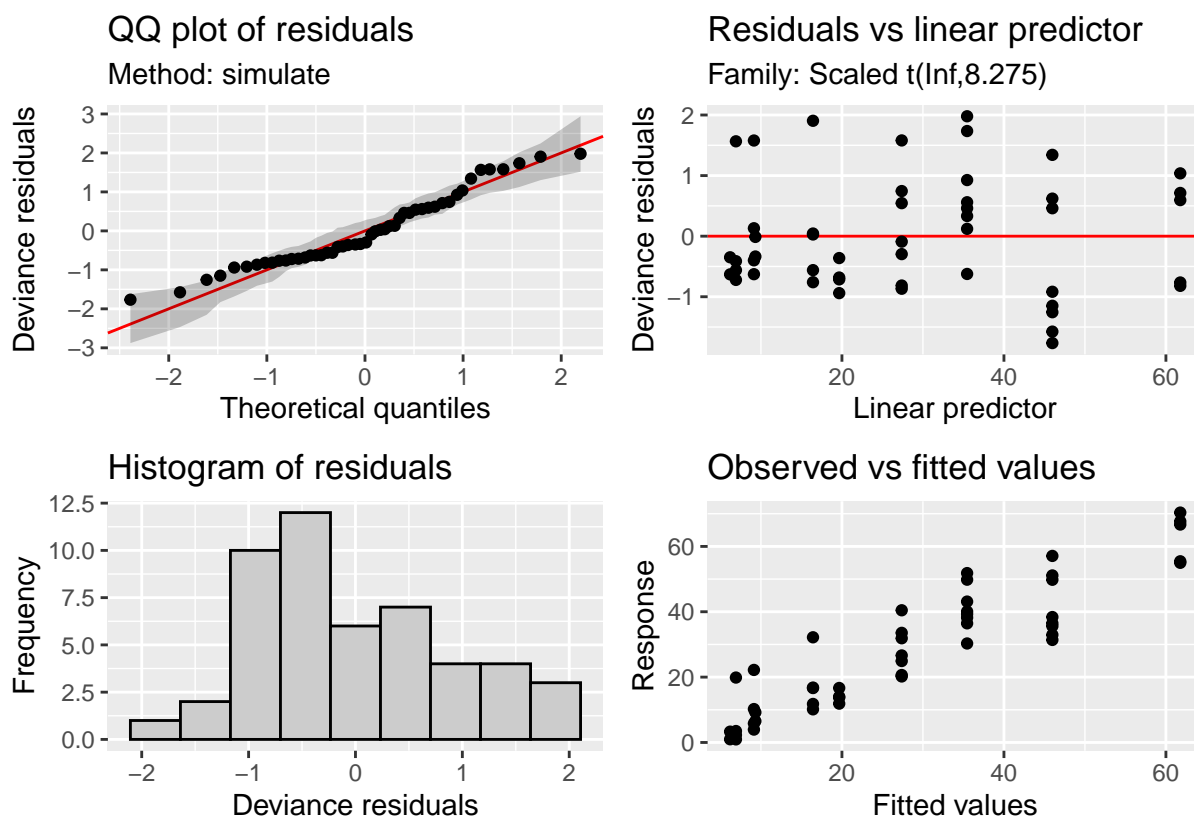 QQ plot of residuals
Method: simulate
3
2
1
0
−1
−2
−3
Deviance residuals
−2
−1
0
1
2
Theoretical quantiles
Residuals vs linear predictor
Family: Scaled t(Inf,8.275)
2
1
0
−1
Deviance residuals
20
40
60
Linear predictor
Histogram of residuals
12.5
10.0
7.5
5.0
2.5
0.0
Frequency
−2
−1
0
1
2
Deviance residuals
Observed vs fitted values
60
40
20
0
Response
20
40
60
Fitted values